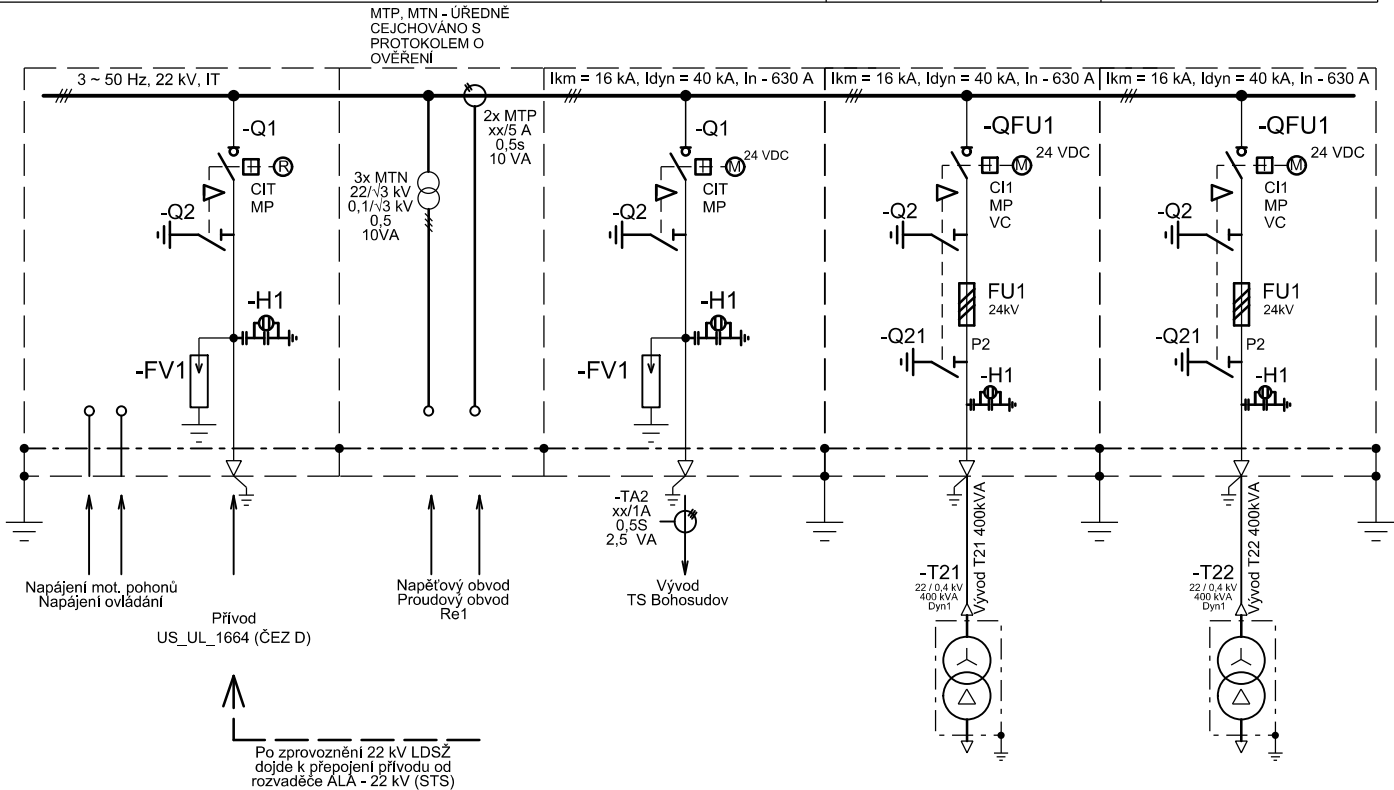 MTP, MTN - ÚŘEDNĚ
CEJCHOVÁNO S
PROTOKOLEM O
OVĚŘENÍ
3 ~ 50 Hz, 22 kV, IT
Ikm = 16 kA, Idyn = 40 kA, In - 630 A
Ikm = 16 kA, Idyn = 40 kA, In - 630 A
Ikm = 16 kA, Idyn = 40 kA, In - 630 A
-Q1
R
CIT
MP
-Q2
-H1
-FV1
3x MTN
22/√3 kV
0,1/√3 kV
0,5
10VA
2x MTP
xx/5 A
0,5s
10 VA
-Q1
M
24 VDC
CIT
MP
-Q2
-H1
-FV1
-QFU1
M
24 VDC
CI1
MP
VC
-Q2
FU1
24kV
-Q21
P2
-H1
-QFU1
M
24 VDC
CI1
MP
VC
-Q2
FU1
24kV
-Q21
P2
-H1
Napájení mot. pohonů
Napájení ovládání
Přívod
US_UL_1664 (ČEZ D)
Napěťový obvod
Proudový obvod
Re1
-TA2
xx/1A
0,5S
2,5 VA
Vývod
TS Bohosudov
Vývod T21 400kVA
-T21
22 / 0,4 kV
400 kVA
Dyn1
Vývod T22 400kVA
-T22
22 / 0,4 kV
400 kVA
Dyn1
Po zprovoznění 22 kV LDSŽ
dojde k přepojení přívodu od
rozvaděče ALA - 22 kV (STS)